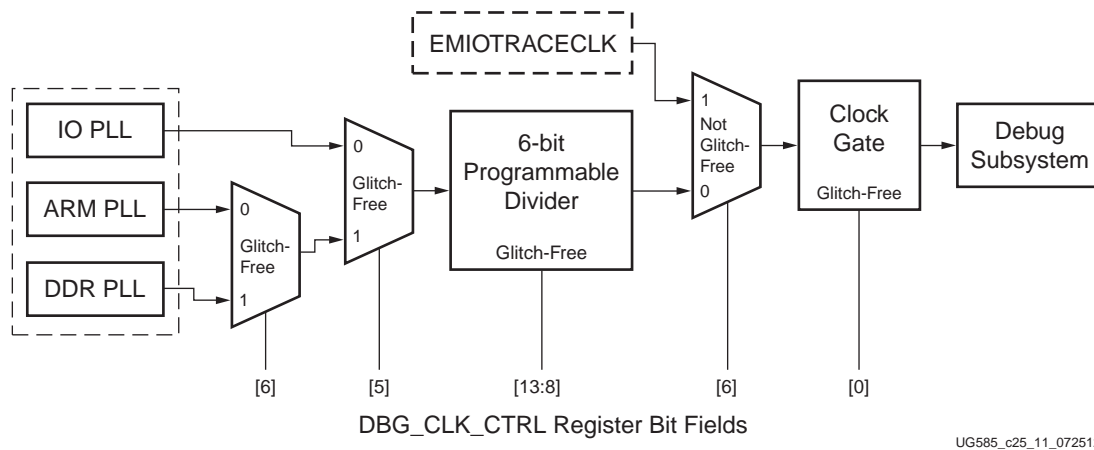 EMIOTRACECLK
IO PLL
ARM PLL
DDR PLL
0
1
Glitch-
Free
0
1
Glitch-
Free
6-bit
Programmable
Divider
Glitch-Free
1
Not
Glitch-
Free
0
Clock
Gate
Glitch-Free
Debug
Subsystem
[6]
[5]
[13:8]
[6]
[0]
DBG_CLK_CTRL Register Bit Fields